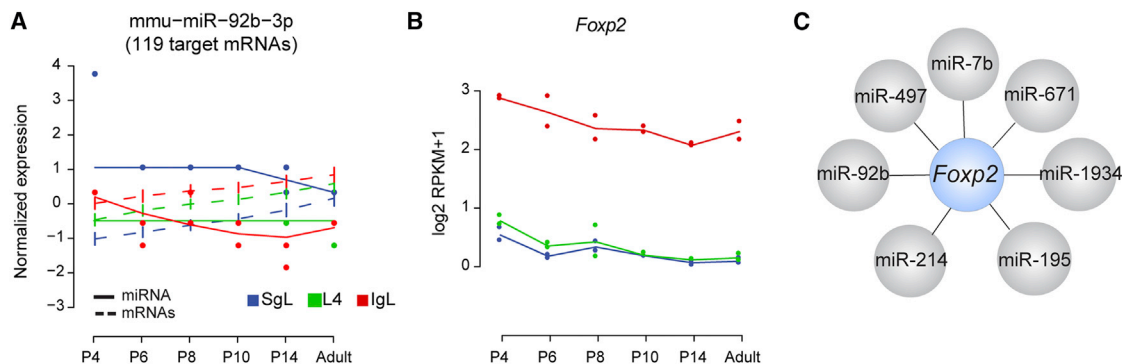 A
mmu−miR−92b−3p
(119 target mRNAs)
Normalized expression
4
3
2
1
0
−1
−2
−3
miRNA
mRNAs
SgL
L4
IgL
P4
P6
P8
P10
P14
Adult
B
Foxp2
log2 RPKM+1
3
2
1
0
P4
P6
P8
P10
P14
Adult
C
miR-7b
miR-497
miR-671
miR-92b
Foxp2
miR-1934
miR-214
miR-195